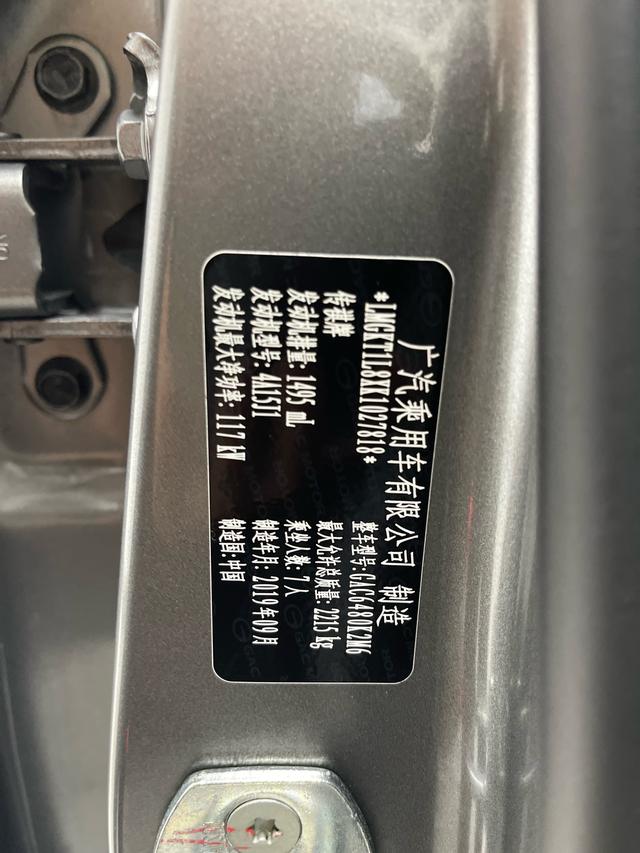 广汽乘用车有限公司 制造
*LMGKT1L8XK1027818*
传祺牌 整车型号:GAC6480K2M6
发动机排量: 1495 mL 最大允许总质量: 2215 kg
发动机型号: 4A15J1 乘坐人数: 7人
发动机最大净功率: 117 kW 制造年月: 2019年09月
制造国: 中国